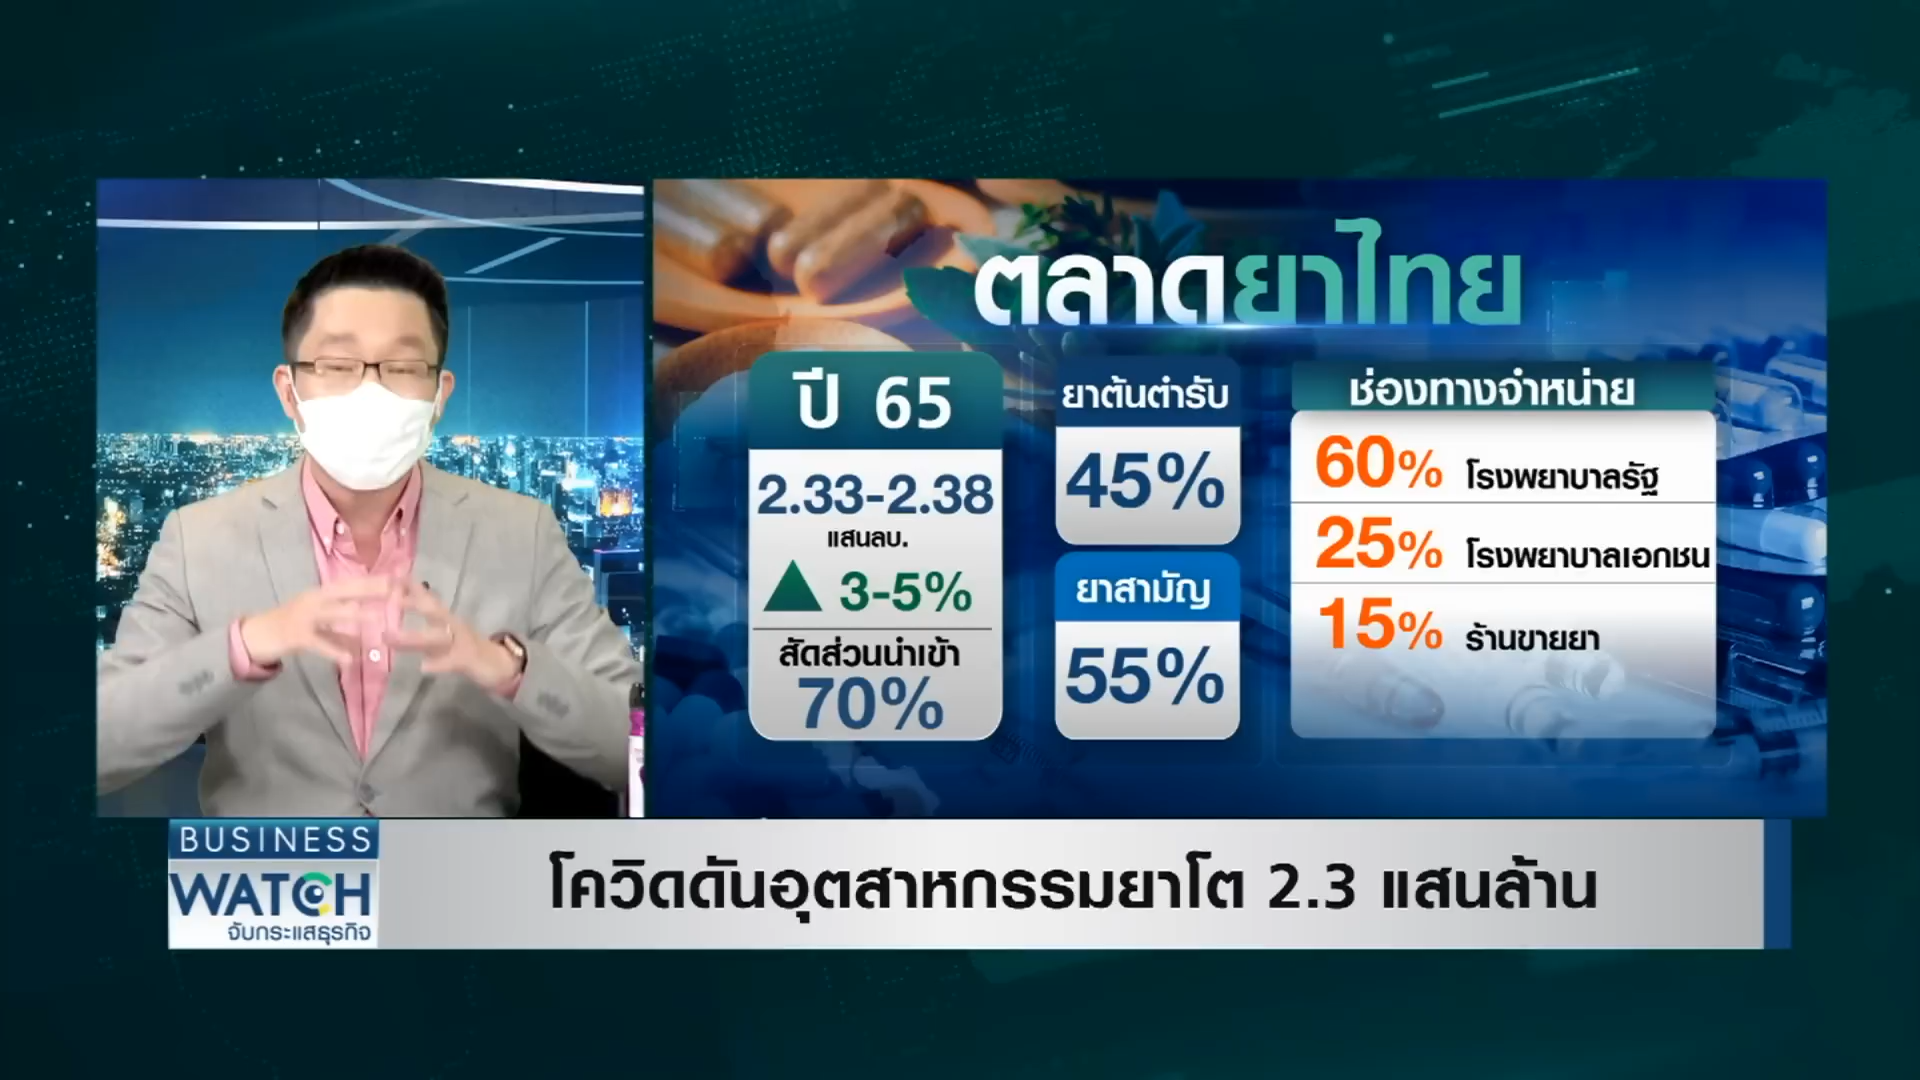 ตลาดยาไทย
ปี 65
2.33-2.38
แสนลบ.
3-5%
สัดส่วนนำเข้า
70%
ยาต้นตำรับ
45%
ยาสามัญ
55%
ช่องทางจำหน่าย
60% โรงพยาบาลรัฐ
25% โรงพยาบาลเอกชน
15% ร้านขายยา
BUSINESS
WATCH
จับกระแสธุรกิจ
โควิดดันอุตสาหกรรมยาโต 2.3 แสนล้าน